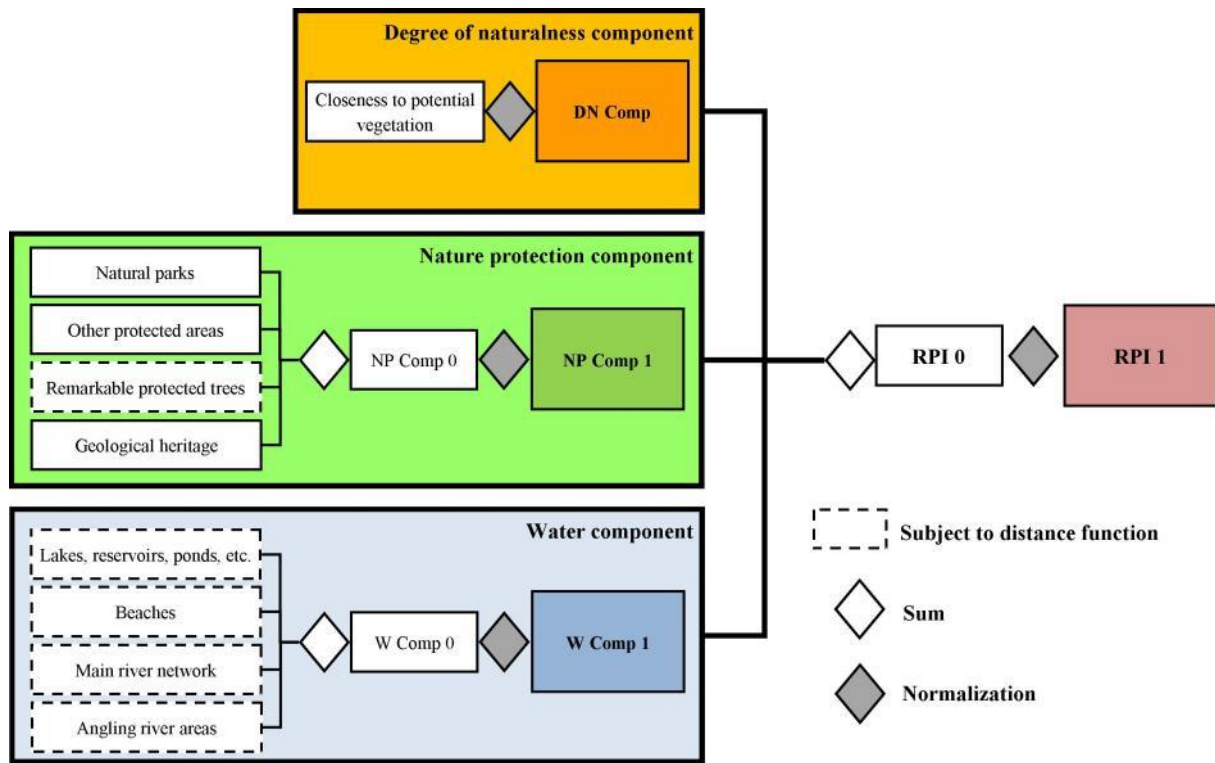 Degree of naturalness component
Closeness to potential
vegetation
DN Comp
Nature protection component
Natural parks
Other protected areas
Remarkable protected trees
Geological heritage
NP Comp 0
NP Comp 1
RPI 0
RPI 1
Water component
Lakes, reservoirs, ponds, etc.
Beaches
Main river network
Angling river areas
W Comp 0
W Comp 1
Subject to distance function
Sum
Normalization